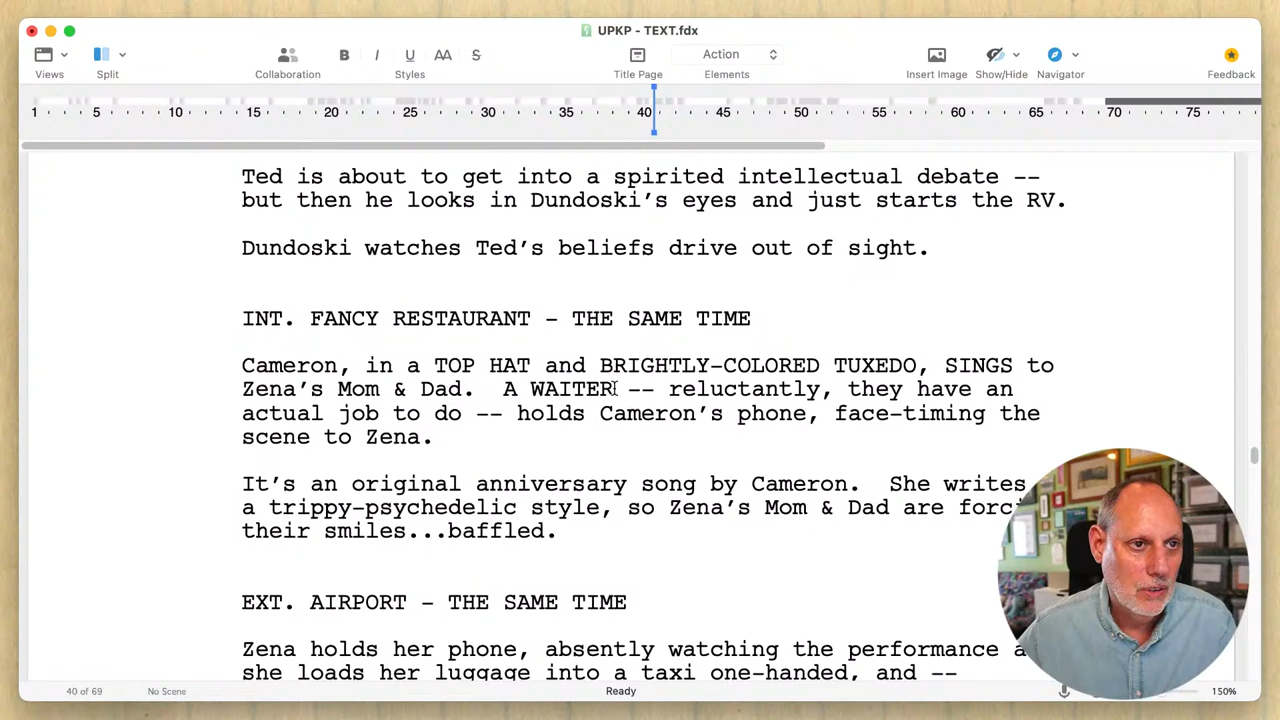 UPKP - TEXT.fdx
B I U AA S Action
Views Split Collaboration Styles Title Page Elements Insert Image Show/Hide Navigator Feedback
1 5 10 15 20 25 30 35 40 45 50 55 60 65 70 75
Ted is about to get into a spirited intellectual debate --
but then he looks in Dundoski’s eyes and just starts the RV.
Dundoski watches Ted’s beliefs drive out of sight.
INT. FANCY RESTAURANT - THE SAME TIME
Cameron, in a TOP HAT and BRIGHTLY-COLORED TUXEDO, SINGS to
Zena’s Mom & Dad. A WAITER -- reluctantly, they have an
actual job to do -- holds Cameron’s phone, face-timing the
scene to Zena.
It’s an original anniversary song by Cameron. She writes
a trippy-psychedelic style, so Zena’s Mom & Dad are
their smiles...baffled.
EXT. AIRPORT - THE SAME TIME
Zena holds her phone, absently watching the performance
she loads her luggage into a taxi one-handed, and --
40 of 69 No Scene Ready 150%